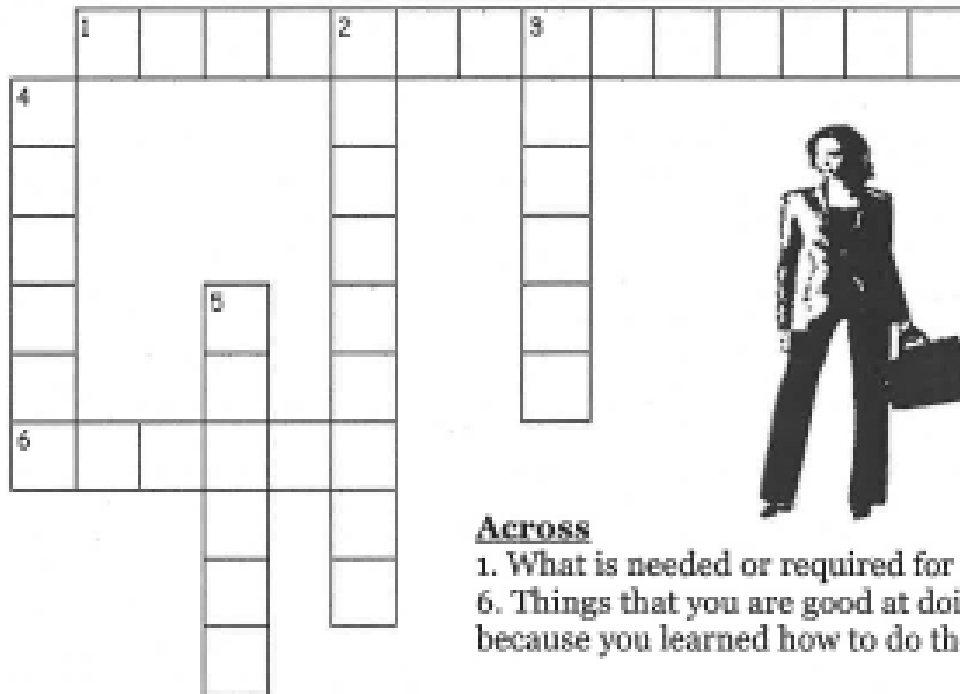 1 2 3
4
5
6
Across
1. What is needed or required for
6. Things that you are good at doi
because you learned how to do th